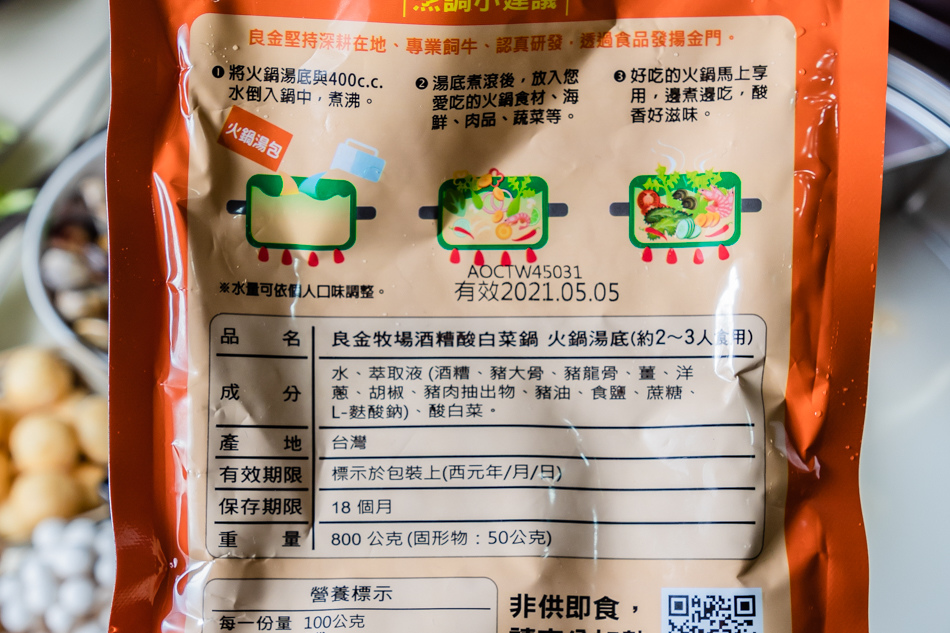 烹調小建議
良金堅持深耕在地、專業飼牛、認真研發，透過食品發揚金門。
❶ 將火鍋湯底與400c.c.
水倒入鍋中，煮沸。
❷ 湯底煮滾後，放入您
愛吃的火鍋食材、海
鮮、肉品、蔬菜等。
❸ 好吃的火鍋馬上享
用，邊煮邊吃，酸
香好滋味。
火鍋湯包
※水量可依個人口味調整。
AOCTW45031
有效2021.05.05
品 名 良金牧場酒糟酸白菜鍋 火鍋湯底(約2～3人食用)
成 分 水、萃取液 (酒糟、豬大骨、豬龍骨、薑、洋
蔥、胡椒、豬肉抽出物、豬油、食鹽、蔗糖、
L-麩酸鈉)、酸白菜。
產 地 台灣
有效期限 標示於包裝上(西元年/月/日)
保存期限 18 個月
重 量 800 公克 (固形物：50公克)
營養標示
每一份量 100公克
非供即食，